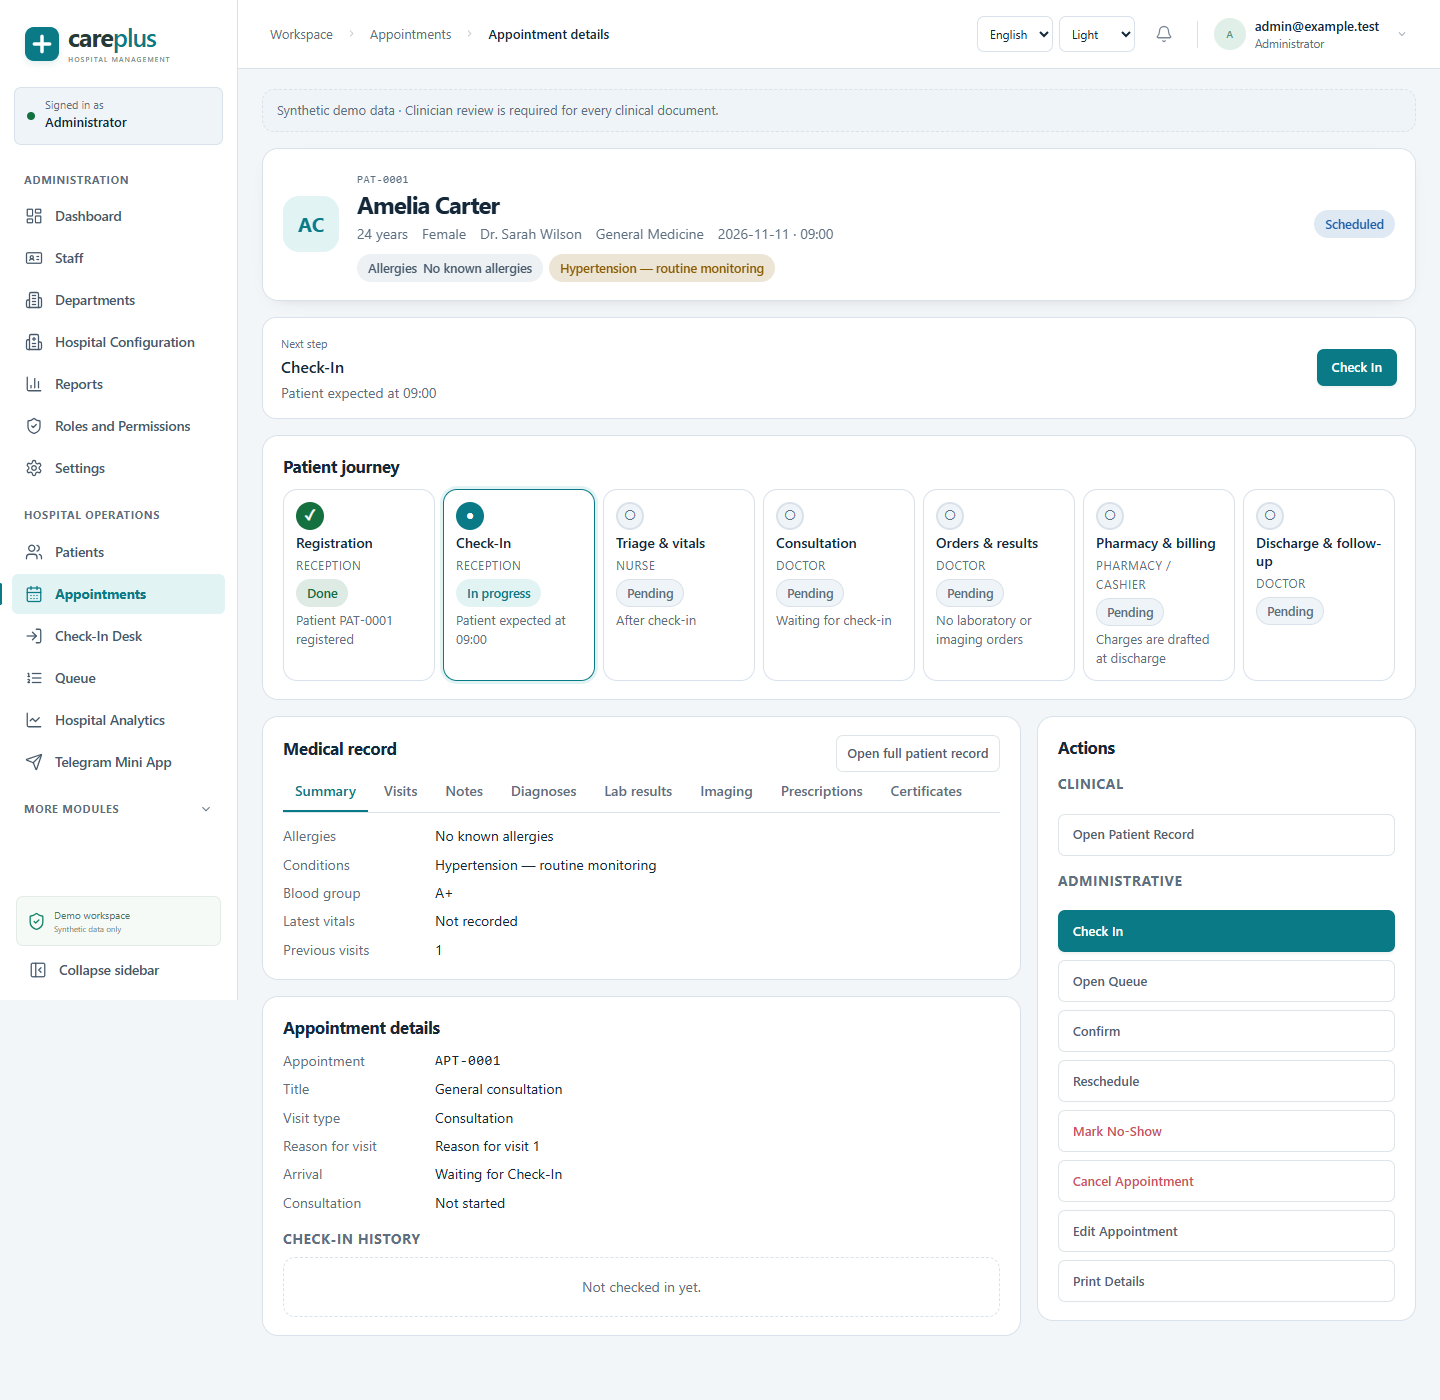 careplus
HOSPITAL MANAGEMENT
Signed in as
Administrator
ADMINISTRATION
Dashboard
Staff
Departments
Hospital Configuration
Reports
Roles and Permissions
Settings
HOSPITAL OPERATIONS
Patients
Appointments
Check-In Desk
Queue
Hospital Analytics
Telegram Mini App
MORE MODULES
Demo workspace
Synthetic data only
Collapse sidebar
Workspace › Appointments › Appointment details
English
Light
A
admin@example.test
Administrator
Synthetic demo data · Clinician review is required for every clinical document.
AC
PAT-0001
Amelia Carter
24 years Female Dr. Sarah Wilson General Medicine 2026-11-11 · 09:00
Allergies No known allergies
Hypertension — routine monitoring
Scheduled
Next step
Check-In
Patient expected at 09:00
Check In
Patient journey
Registration
RECEPTION
Done
Patient PAT-0001
registered
Check-In
RECEPTION
In progress
Patient expected at
09:00
Triage & vitals
NURSE
Pending
After check-in
Consultation
DOCTOR
Pending
Waiting for check-in
Orders & results
DOCTOR
Pending
No laboratory or
imaging orders
Pharmacy & billing
PHARMACY /
CASHIER
Pending
Charges are drafted
at discharge
Discharge & follow-
up
DOCTOR
Pending
Medical record
Open full patient record
Summary Visits Notes Diagnoses Lab results Imaging Prescriptions Certificates
Allergies No known allergies
Conditions Hypertension — routine monitoring
Blood group A+
Latest vitals Not recorded
Previous visits 1
Appointment details
Appointment APT-0001
Title General consultation
Visit type Consultation
Reason for visit Reason for visit 1
Arrival Waiting for Check-In
Consultation Not started
CHECK-IN HISTORY
Not checked in yet.
Actions
CLINICAL
Open Patient Record
ADMINISTRATIVE
Check In
Open Queue
Confirm
Reschedule
Mark No-Show
Cancel Appointment
Edit Appointment
Print Details